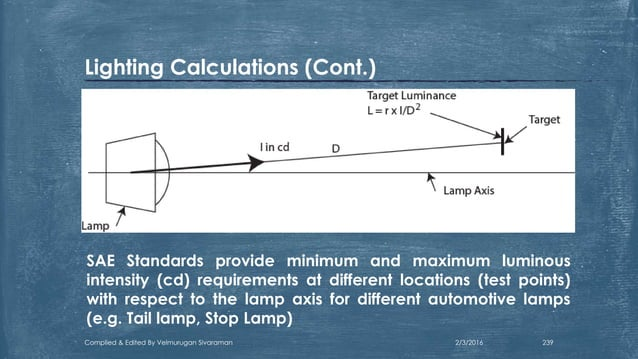 Lighting Calculations (Cont.)
Target Luminance
L = r x I/D²
Target
I in cd
D
Lamp Axis
Lamp
SAE Standards provide minimum and maximum luminous
intensity (cd) requirements at different locations (test points)
with respect to the lamp axis for different automotive lamps
(e.g. Tail lamp, Stop Lamp)
Complied & Edited By Velmurugan Sivaraman
2/3/2016
239